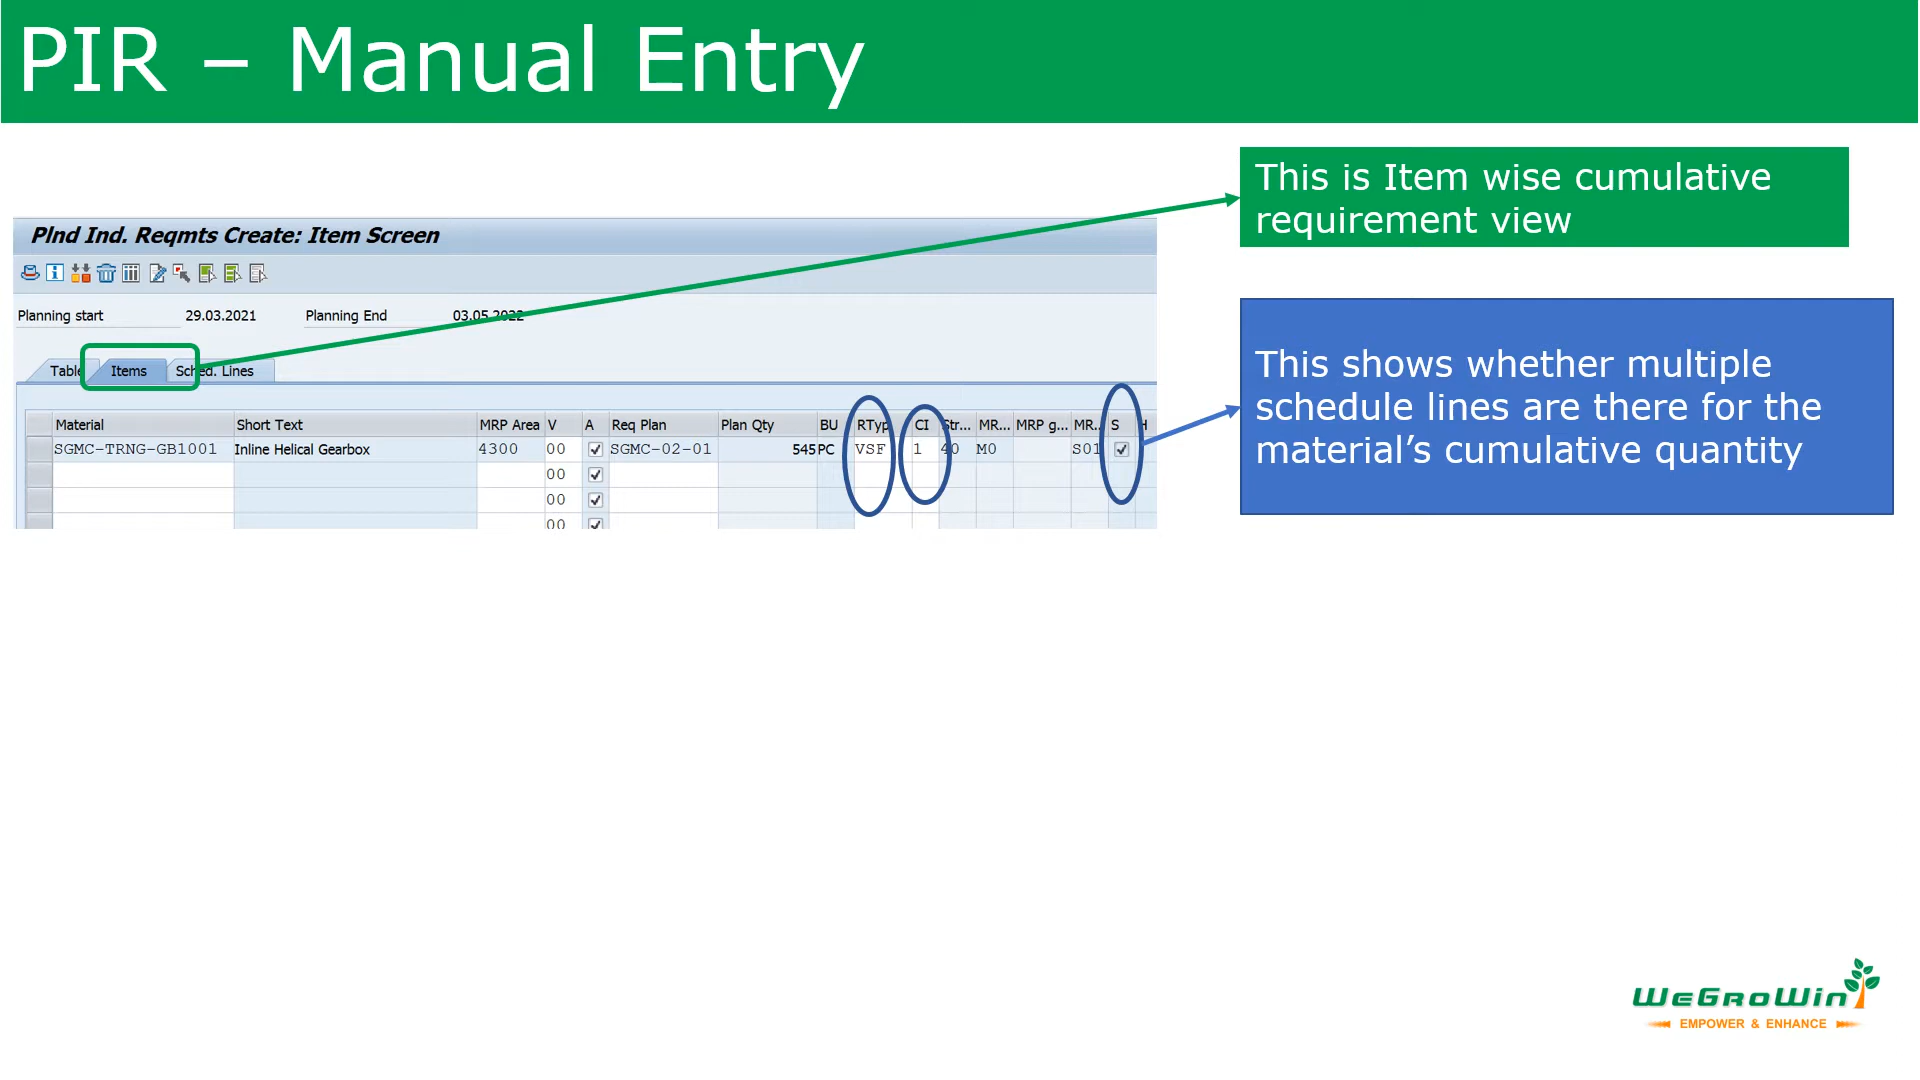 PIR – Manual Entry
This is Item wise cumulative
requirement view
Plnd Ind. Reqmts Create: Item Screen
Planning start 29.03.2021 Planning End 03.05.2022
Table Items Sched. Lines
Material Short Text MRP Area V A Req Plan Plan Qty BU RTyp CI Str... MR... MRP g... MR.. S H
SGMC-TRNG-GB1001 Inline Helical Gearbox 4300 00 SGMC-02-01 545 PC VSF 1 40 M0 S01
00
00
00
This shows whether multiple
schedule lines are there for the
material’s cumulative quantity
WeGroWin
EMPOWER & ENHANCE